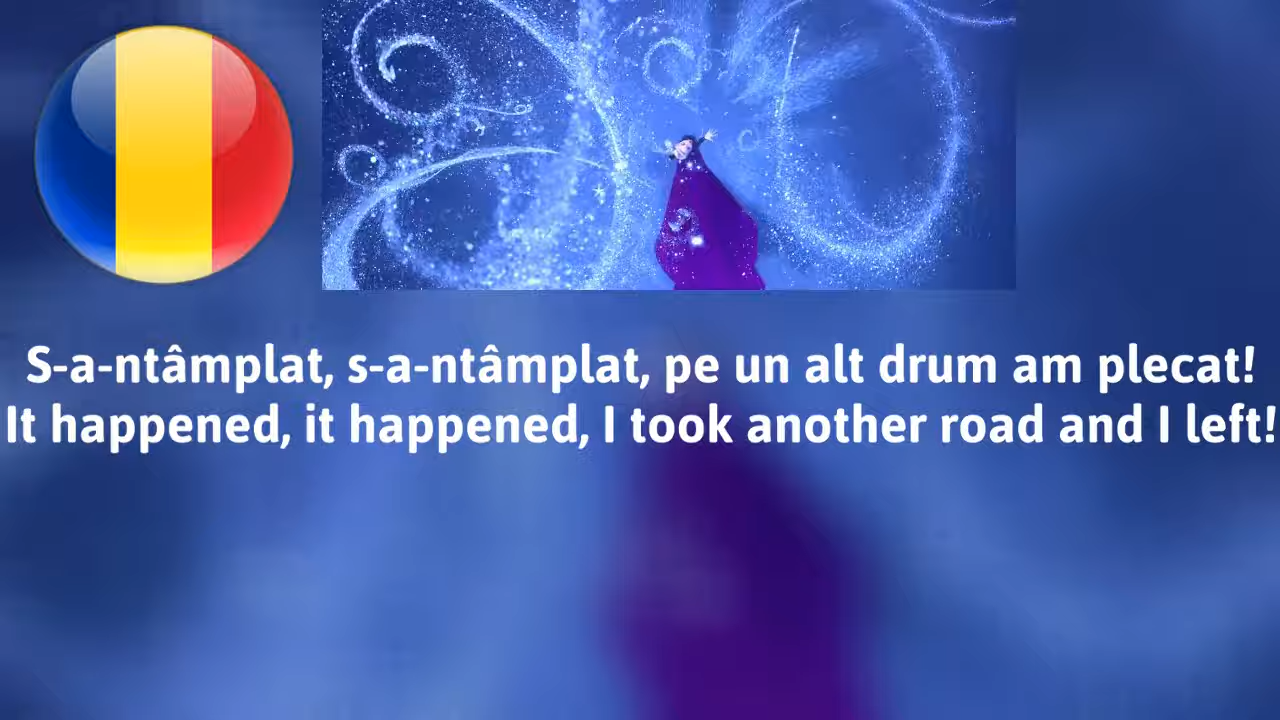 S-a-ntâmplat, s-a-ntâmplat, pe un alt drum am plecat!
It happened, it happened, I took another road and I left!